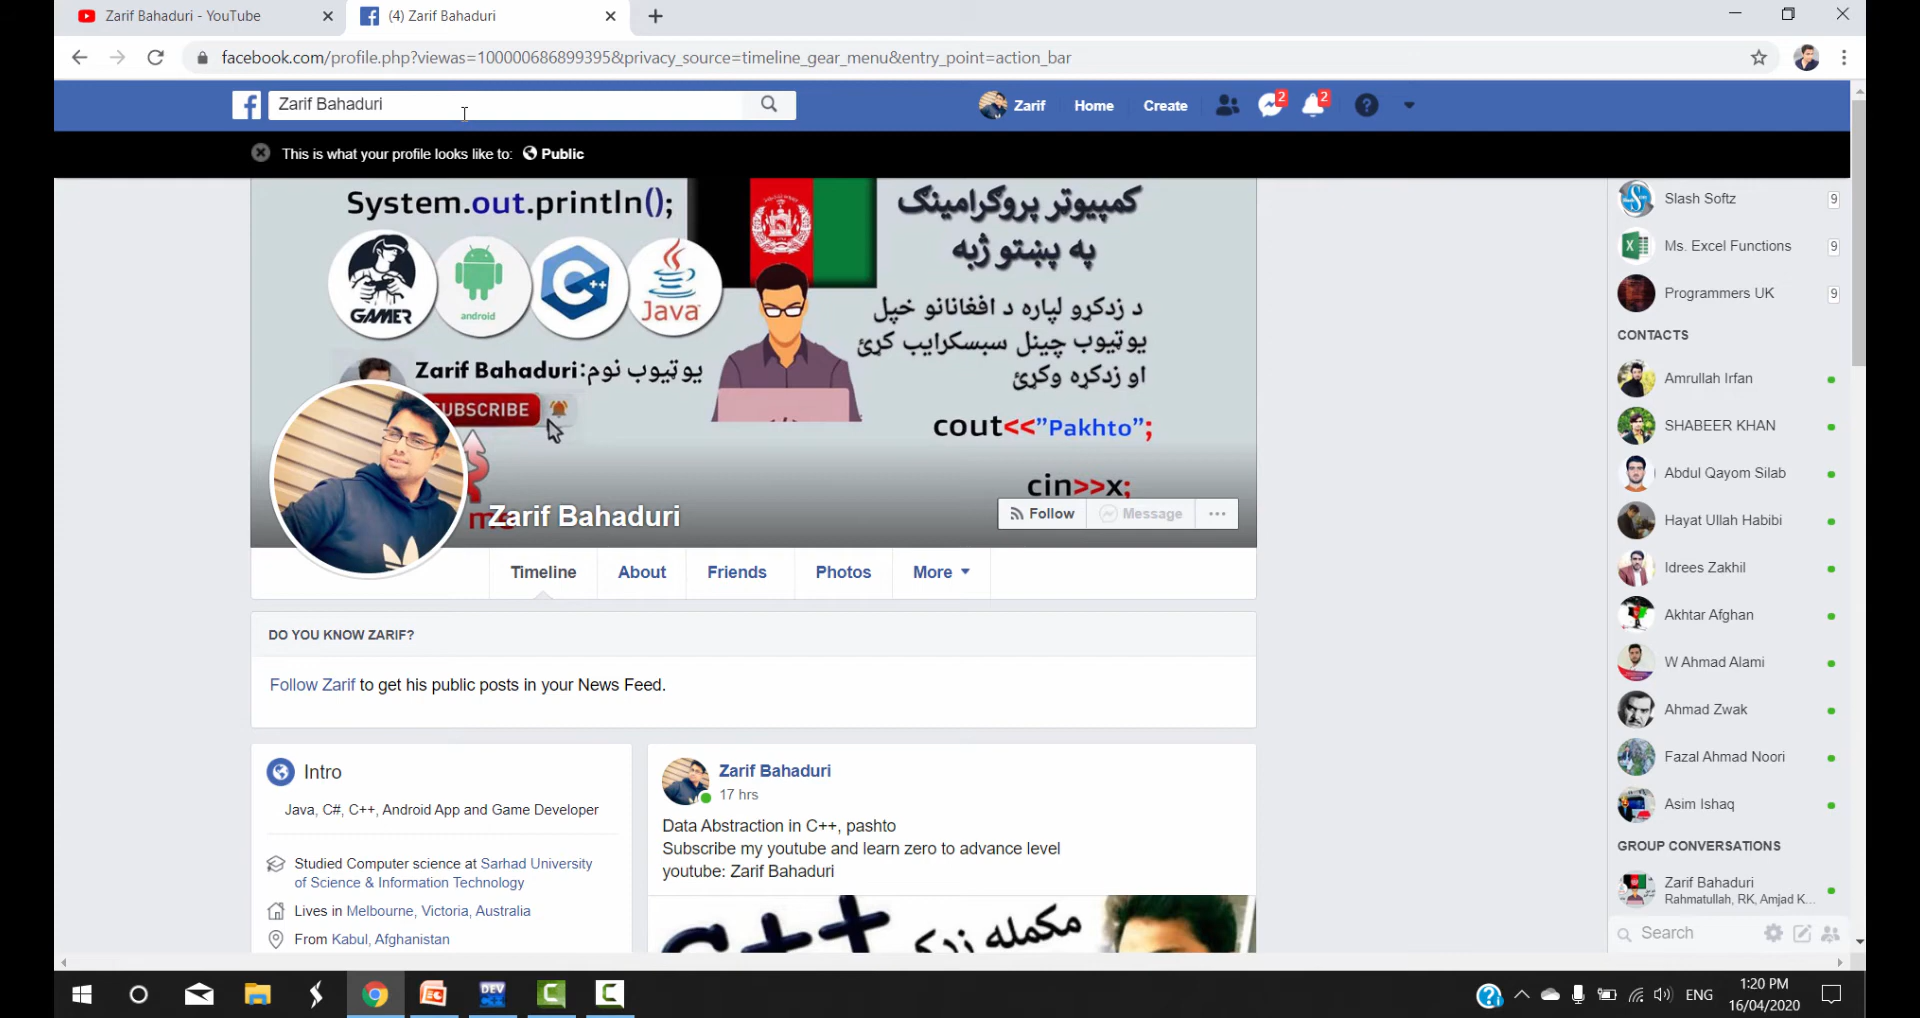 Zarif Bahaduri - YouTube
(4) Zarif Bahaduri
facebook.com/profile.php?viewas=100000686899395&privacy_source=timeline_gear_menu&entry_point=action_bar
Zarif Bahaduri
Zarif
Home
Create
2
2
This is what your profile looks like to: Public
System.out.println();
GAMER
android
C++
Java
کمپیوټر پروګرامینګ
په پښتو ژبه
د زدکړو لپاره د افغانانو خپل
یوټیوب چینل سبسکرایب کړئ
او زدکړه وکړئ
یوټیوب نوم: Zarif Bahaduri
SUBSCRIBE
cout<<"Pakhto";
cin>>x;
Zarif Bahaduri
Follow
Message
Timeline
About
Friends
Photos
More
DO YOU KNOW ZARIF?
Follow Zarif to get his public posts in your News Feed.
Intro
Java, C#, C++, Android App and Game Developer
Studied Computer science at Sarhad University
of Science & Information Technology
Lives in Melbourne, Victoria, Australia
From Kabul, Afghanistan
Zarif Bahaduri
17 hrs
Data Abstraction in C++, pashto
Subscribe my youtube and learn zero to advance level
youtube: Zarif Bahaduri
C++
مکمله زدک
Slash Softz 9
Ms. Excel Functions 9
Programmers UK 9
CONTACTS
Amrullah Irfan
SHABEER KHAN
Abdul Qayom Silab
Hayat Ullah Habibi
Idrees Zakhil
Akhtar Afghan
W Ahmad Alami
Ahmad Zwak
Fazal Ahmad Noori
Asim Ishaq
GROUP CONVERSATIONS
Zarif Bahaduri
Rahmatullah, RK, Amjad K...
Search
DEV
C++
ENG
1:20 PM
16/04/2020